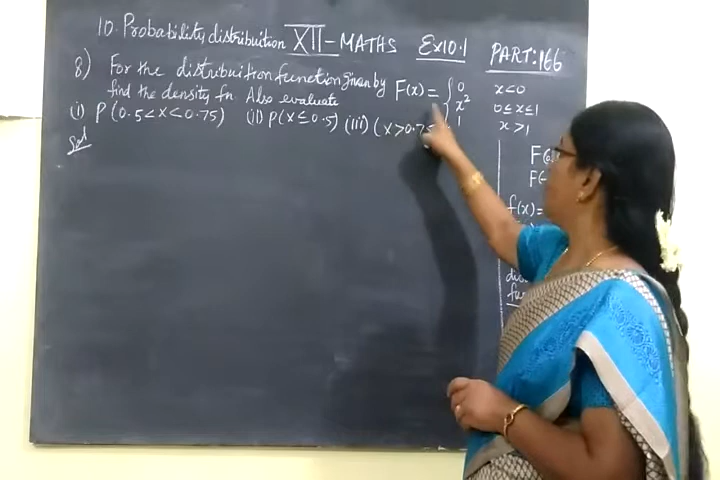 10. Probability distribuition XII - MATHS Ex10.1 PART: 166
8) For the distribuition function given by F(x) = { 0 x<0
find the density fn. Also evaluate x² 0≤x≤1
(i) P(0.5<x<0.75) (ii) P(x≤0.5) (iii) (x>0.75 1 x>1
Sol
F(
F(-
f(x)=